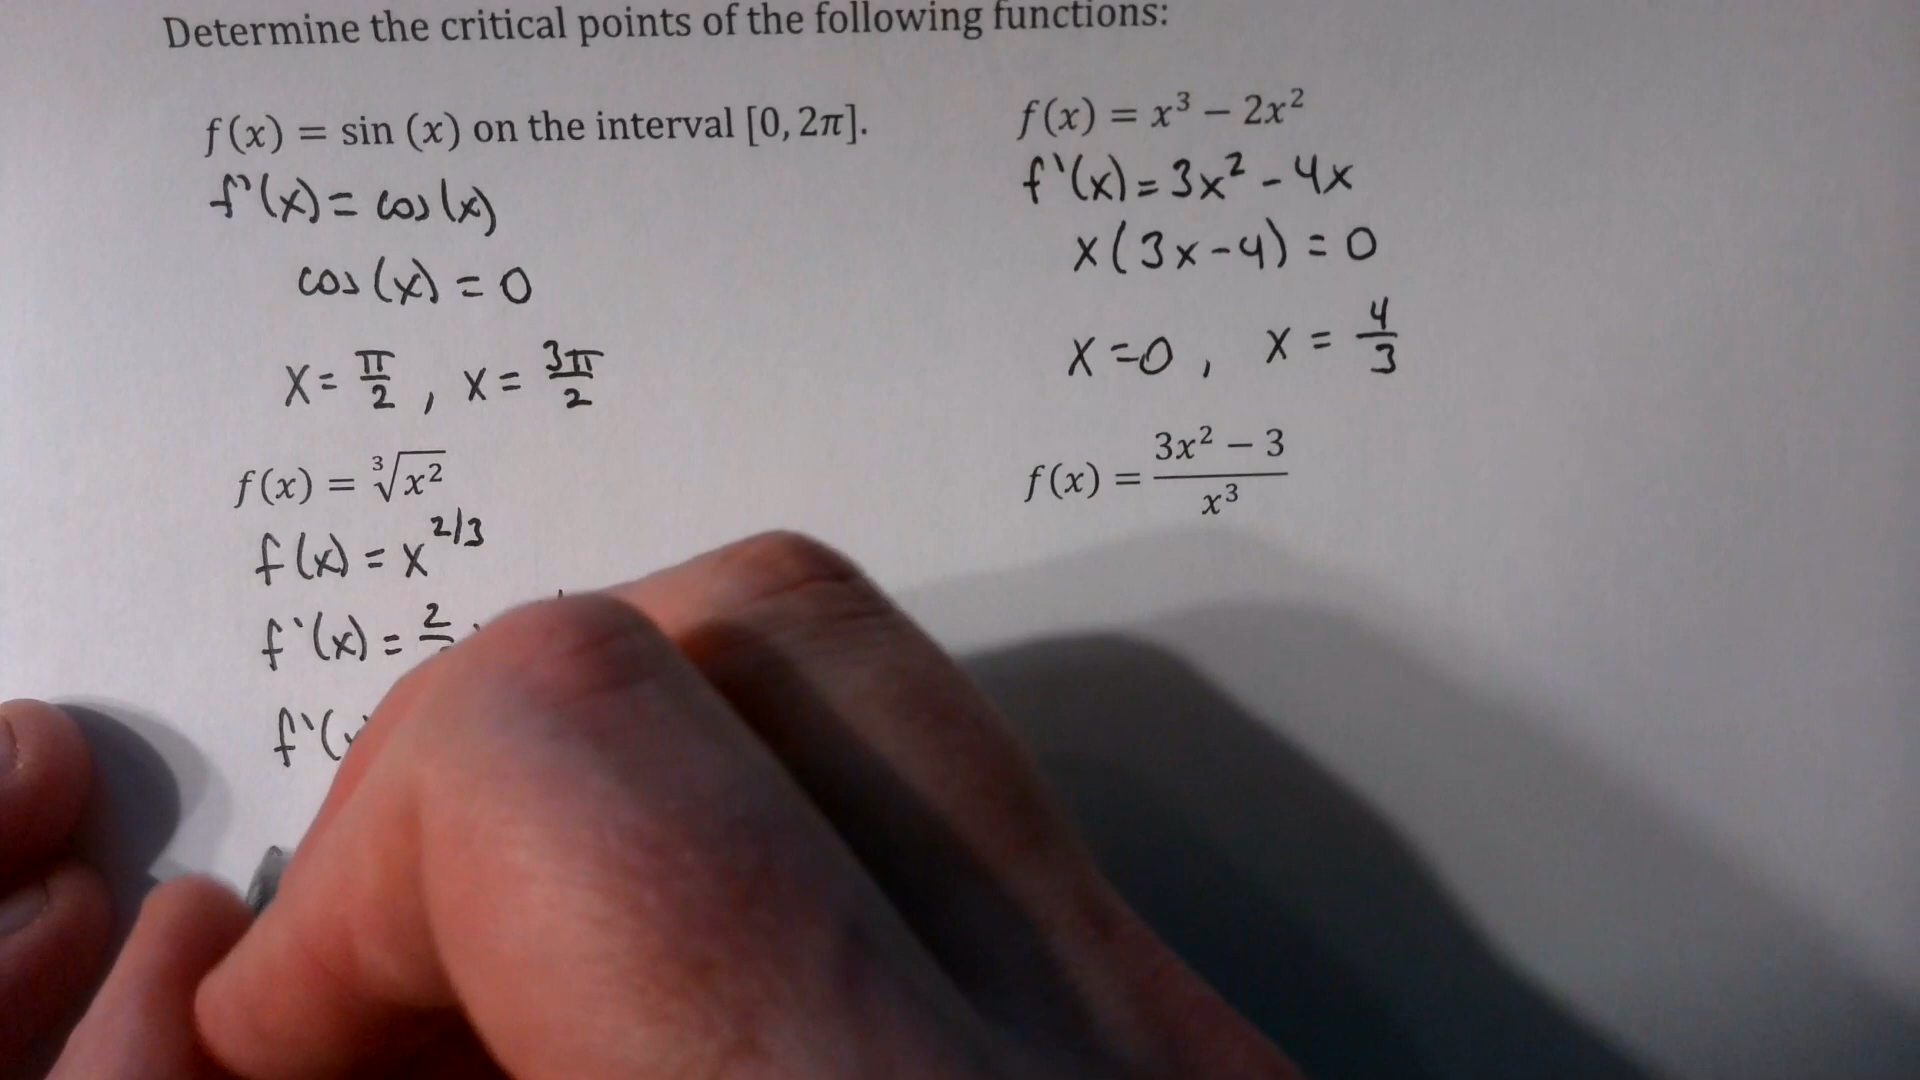 Determine the critical points of the following functions:
f(x) = sin (x) on the interval [0, 2π].
f'(x) = cos(x)
cos(x) = 0
x = π/2 , x = 3π/2
f(x) = x³ − 2x²
f'(x) = 3x² - 4x
x(3x-4) = 0
x = 0 , x = 4/3
f(x) = ∛x²
f(x) = x^2/3
f'(x) = 2
f'(
f(x) = (3x² − 3)/x³